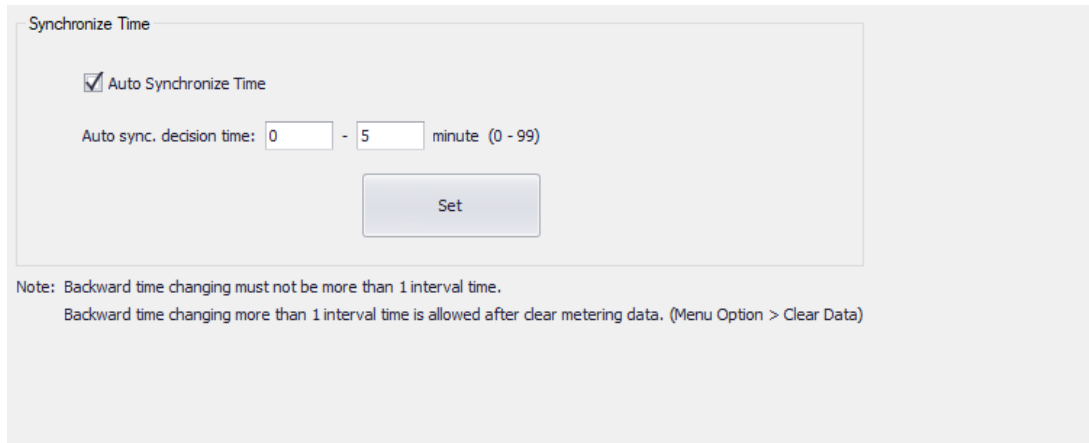 Synchronize Time
Auto Synchronize Time
Auto sync. decision time: 0 - 5 minute (0 - 99)
Set
Note: Backward time changing must not be more than 1 interval time.
Backward time changing more than 1 interval time is allowed after clear metering data. (Menu Option > Clear Data)